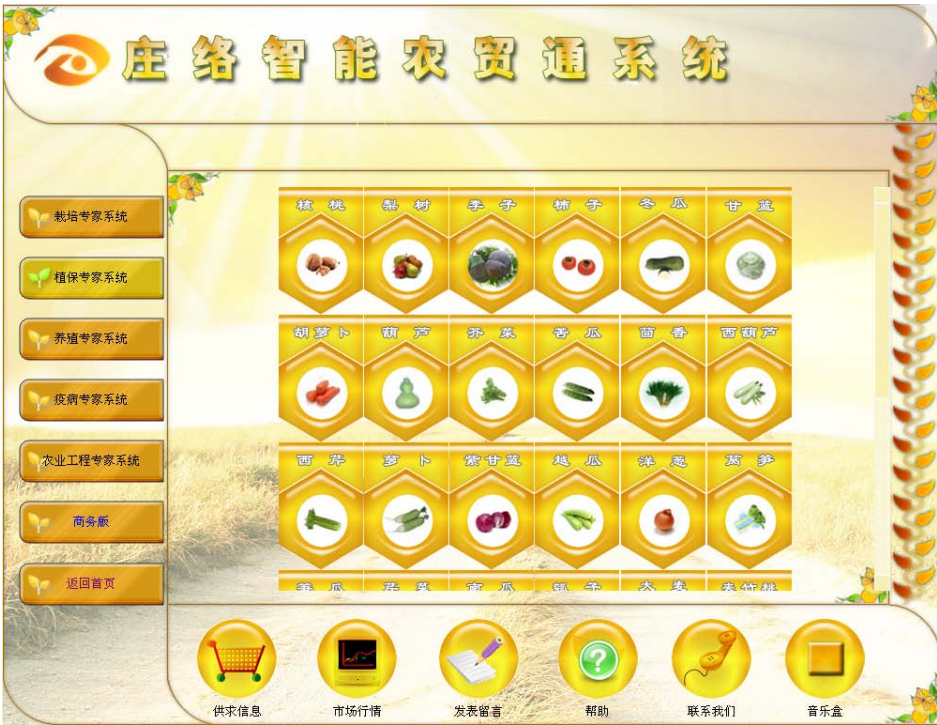 庄络智能农贸通系统
栽培专家系统
植保专家系统
养殖专家系统
疫病专家系统
农业工程专家系统
商务版
返回首页
核桃 梨树 李子 柿子 冬瓜 甘蓝
胡萝卜 葫芦 芥菜 苦瓜 茴香 西葫芦
西芹 萝卜 紫甘蓝 越瓜 洋葱 莴笋
南瓜
供求信息 市场行情 发表留言 帮助 联系我们 音乐盒